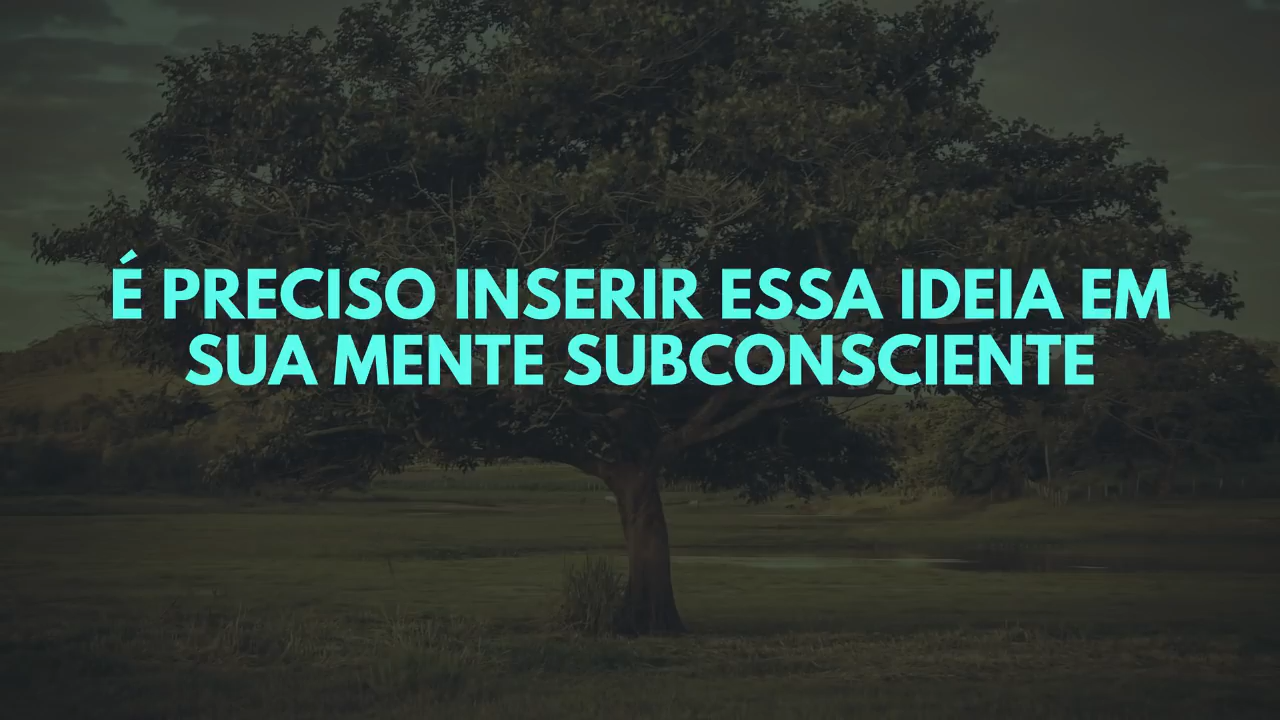 É PRECISO INSERIR ESSA IDEIA EM
SUA MENTE SUBCONSCIENTE